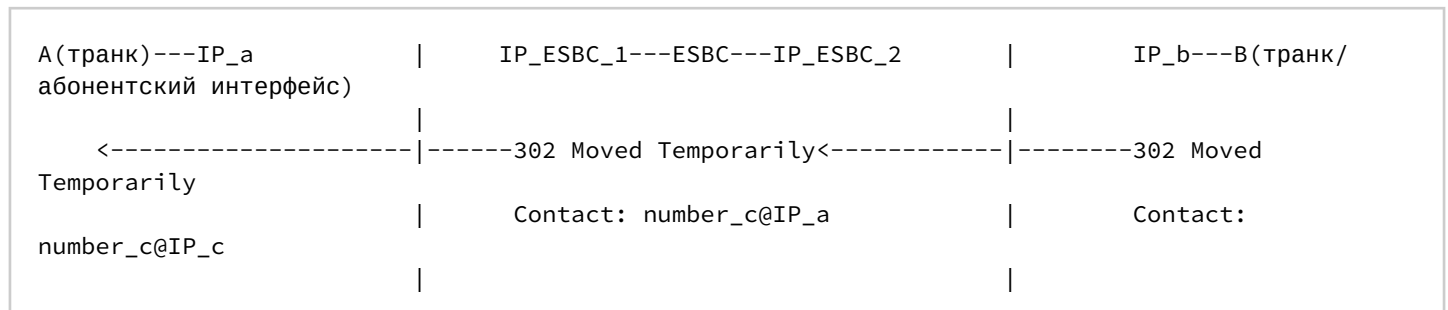 A(транк)---IP_a           |     IP_ESBC_1---ESBC---IP_ESBC_2       |        IP_b---B(транк/
абонентский интерфейс)
                          |                                        |
    <---------------------|------302 Moved Temporarily<------------|--------302 Moved
Temporarily
                          |      Contact: number_c@IP_a            |        Contact:
number_c@IP_c
                          |                                        |